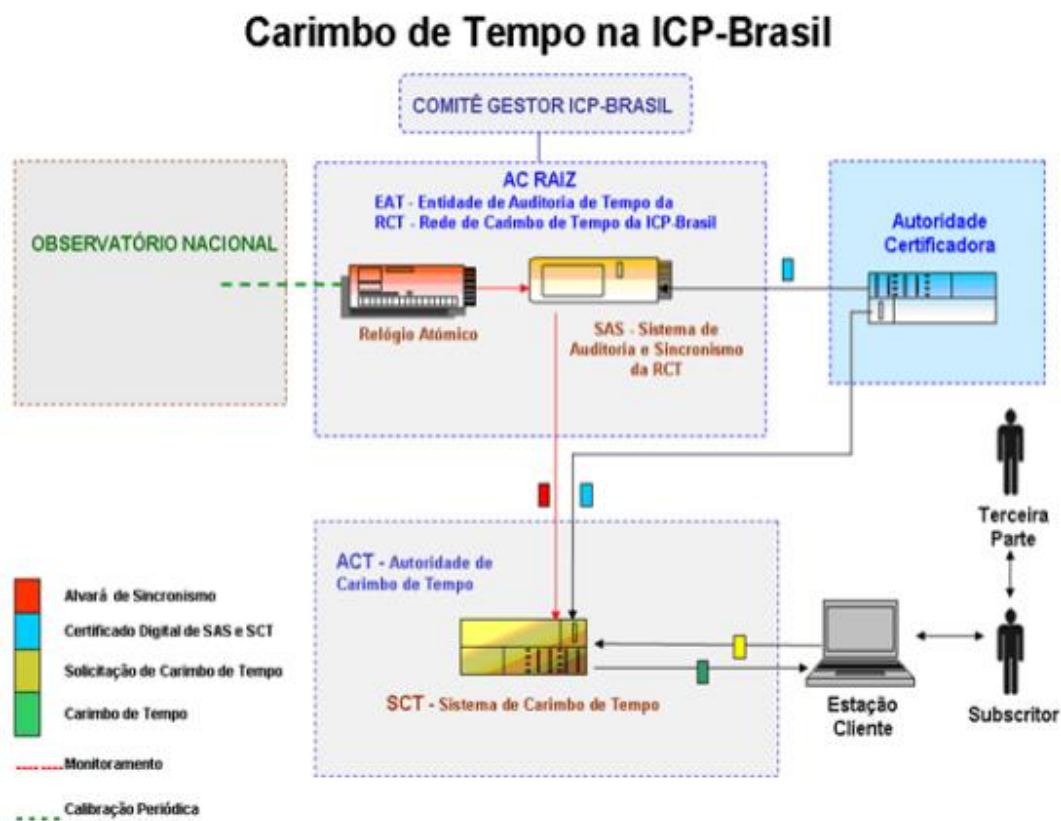 Carimbo de Tempo na ICP-Brasil
COMITÊ GESTOR ICP-BRASIL
OBSERVATÓRIO NACIONAL
AC RAIZ
EAT - Entidade de Auditoria de Tempo da
RCT - Rede de Carimbo de Tempo da ICP-Brasil
Relógio Atómico
SAS - Sistema de
Auditoria e Sincronismo
da RCT
Autoridade
Certificadora
Terceira
Parte
ACT - Autoridade de
Carimbo de Tempo
SCT - Sistema de Carimbo de Tempo
Estação
Cliente
Subscritor
Alvará de Sincronismo
Certificado Digital de SAS e SCT
Solicitação de Carimbo de Tempo
Carimbo de Tempo
Monitoramento
Calibração Periódica